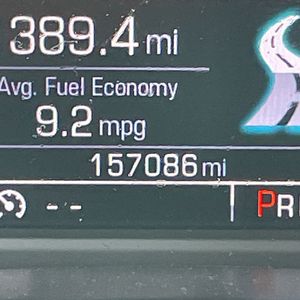 389.4 mi
Avg. Fuel Economy
9.2 mpg
157086 mi
-- PR